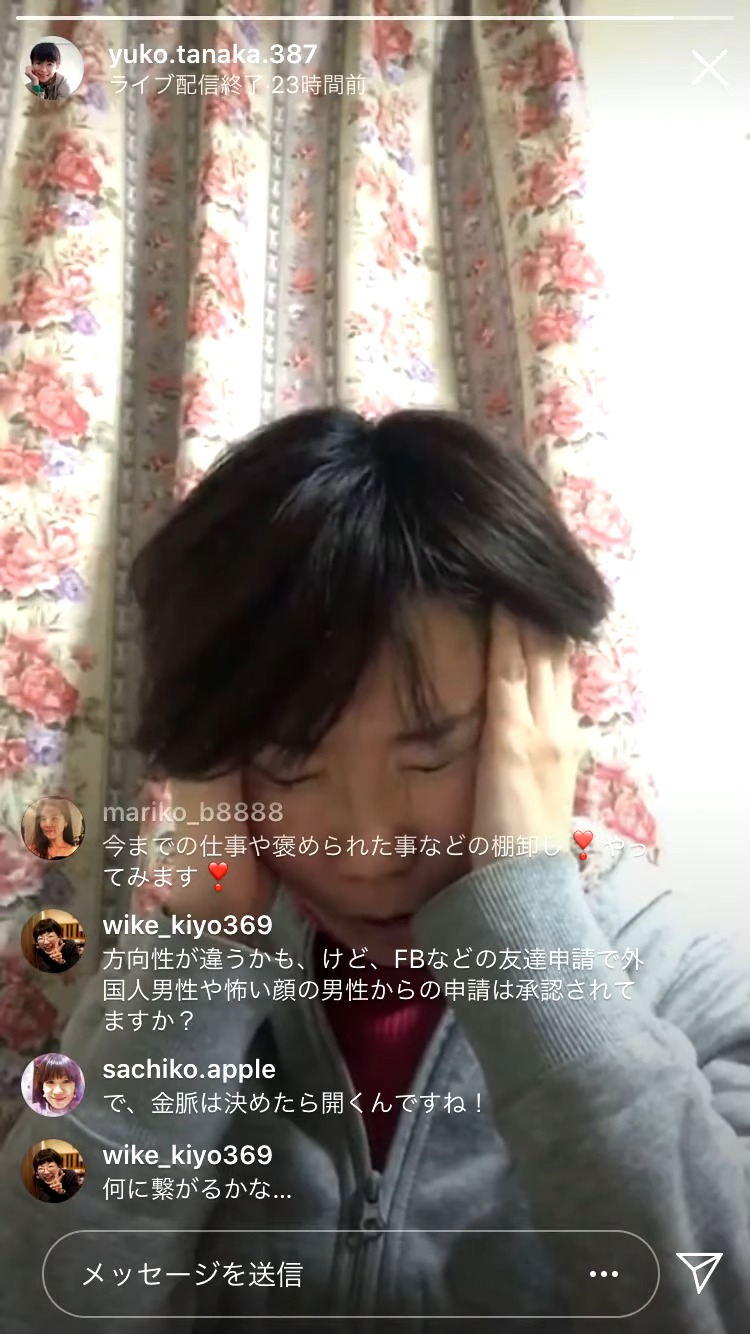 yuko.tanaka.387
ライブ配信終了·23時間前
mariko_b8888
今までの仕事や褒められた事などの棚卸し❣️ やっ
てみます❣️
wike_kiyo369
方向性が違うかも、けど、FBなどの友達申請で外
国人男性や怖い顔の男性からの申請は承認されて
ますか？
sachiko.apple
で、金脈は決めたら開くんですね！
wike_kiyo369
何に繋がるかな...
メッセージを送信